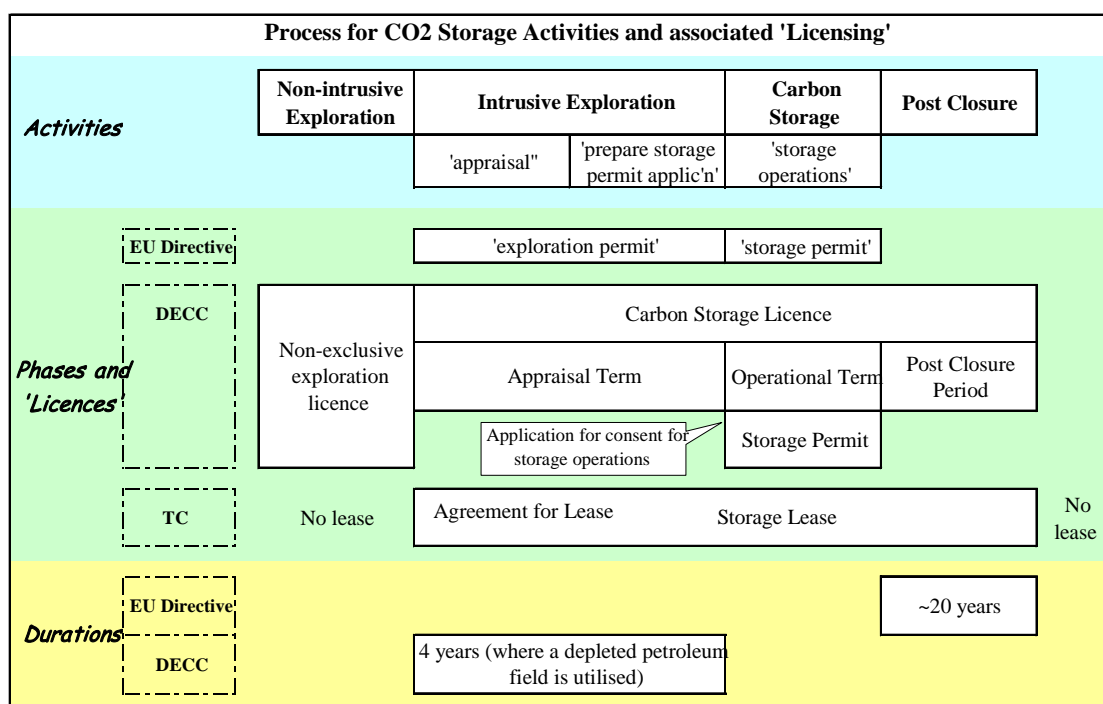 Process for CO2 Storage Activities and associated 'Licensing'
Activities
Non-intrusive
Exploration
Intrusive Exploration
Carbon
Storage
Post Closure
'appraisal"
'prepare storage
permit applic'n'
'storage
operations'
Phases and
'Licences'
EU Directive
'exploration permit'
'storage permit'
DECC
Non-exclusive
exploration
licence
Carbon Storage Licence
Appraisal Term
Operational Term
Post Closure
Period
Application for consent for
storage operations
Storage Permit
TC
No lease
Agreement for Lease
Storage Lease
No
lease
Durations
EU Directive
~20 years
DECC
4 years (where a depleted petroleum
field is utilised)